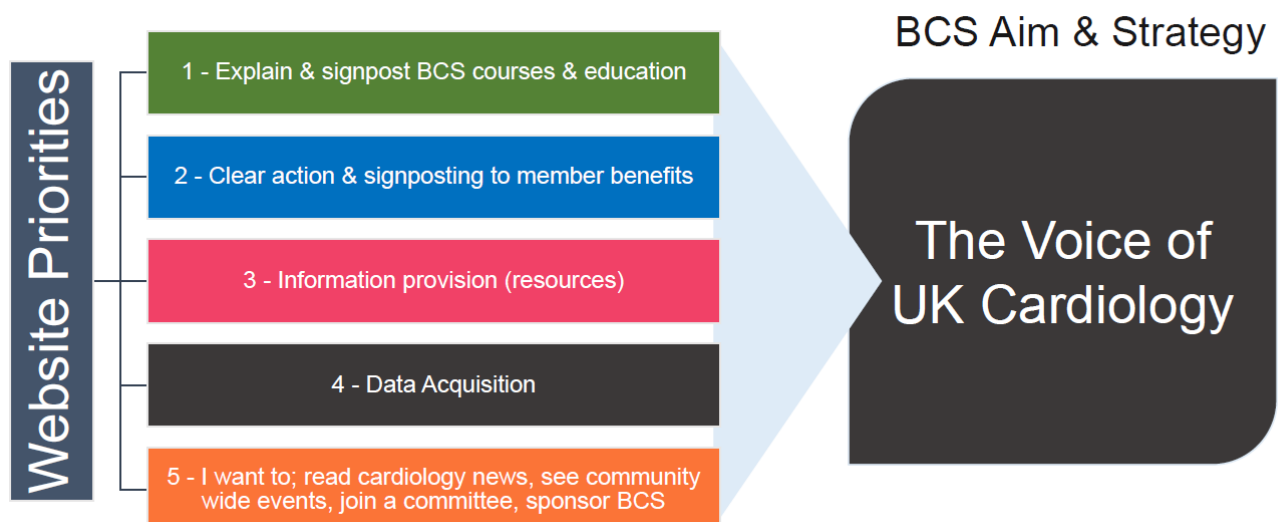 Website Priorities
1 - Explain & signpost BCS courses & education
2 - Clear action & signposting to member benefits
3 - Information provision (resources)
4 - Data Acquisition
5 - I want to; read cardiology news, see community
wide events, join a committee, sponsor BCS
BCS Aim & Strategy
The Voice of
UK Cardiology